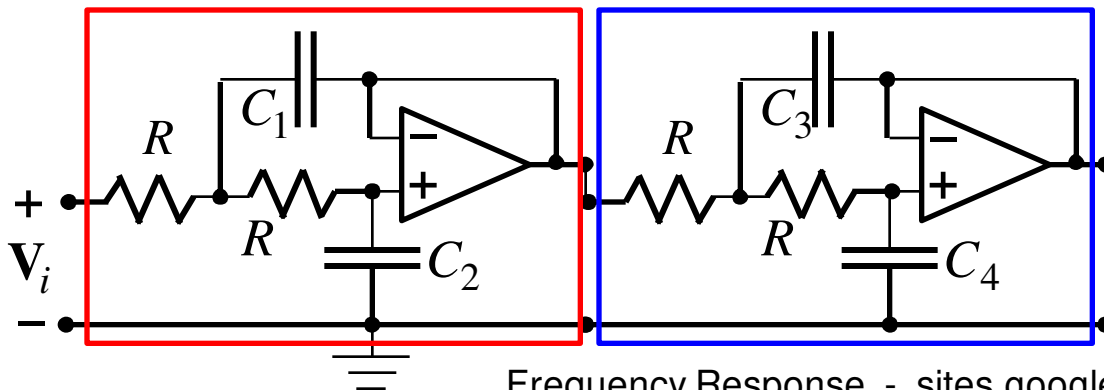 C1 C3
R R
− −
+ +
+
R R
Vi
C2 C4
−
Frequency Response - sites.google